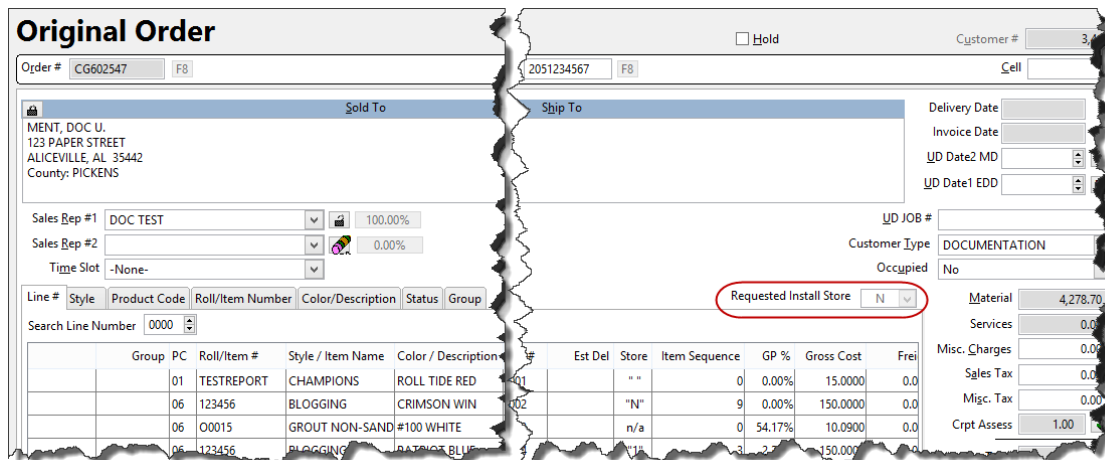 Original Order
Hold
Customer #
Order # CG602547 F8
2051234567 F8
Cell
Sold To
Ship To
Delivery Date
MENT, DOC U.
123 PAPER STREET
ALICEVILLE, AL 35442
County: PICKENS
Invoice Date
UD Date2 MD
UD Date1 EDD
Sales Rep #1 DOC TEST 100.00%
UD JOB #
Sales Rep #2 0.00%
Customer Type DOCUMENTATION
Time Slot -None-
Occupied No
Line # Style Product Code Roll/Item Number Color/Description Status Group
Requested Install Store N
Material 4,278.70
Search Line Number 0000
Services
Misc. Charges
Sales Tax
Misc. Tax 0.00
Crpt Assess 1.00
Group PC Roll/Item # Style / Item Name Color / Description Est Del Store Item Sequence GP % Gross Cost
01 TESTREPORT CHAMPIONS ROLL TIDE RED " " 0 0.00% 15.0000
06 123456 BLOGGING CRIMSON WIN "N" 9 0.00% 150.0000
06 O0015 GROUT NON-SAND #100 WHITE n/a 0 54.17% 10.0900
06 123456 BLOGGING PATRIOT BLUE